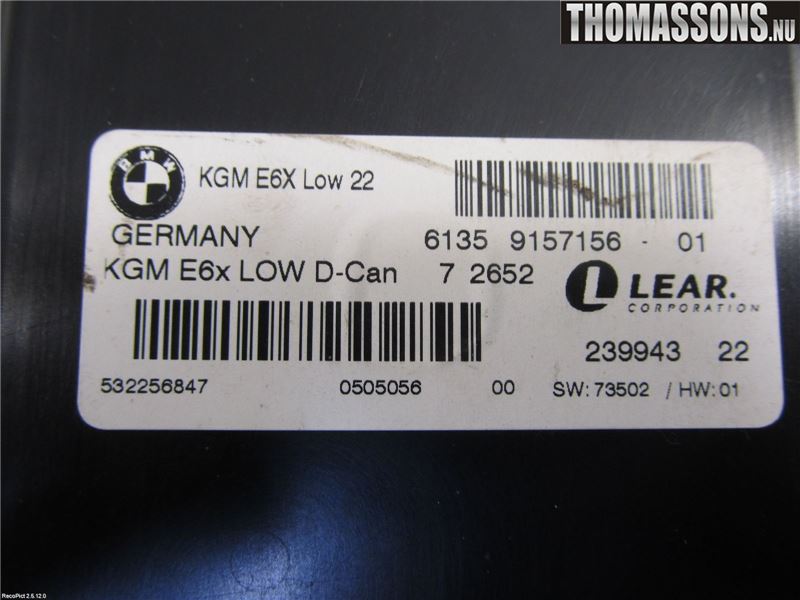 THOMASSONS.NU
BMW
KGM E6X Low 22
GERMANY 6135 9157156 - 01
KGM E6x LOW D-Can 7 2652
L LEAR.
CORPORATION
239943 22
532256847 0505056 00 SW: 73502 / HW: 01
RecoPict 2.5.12.0